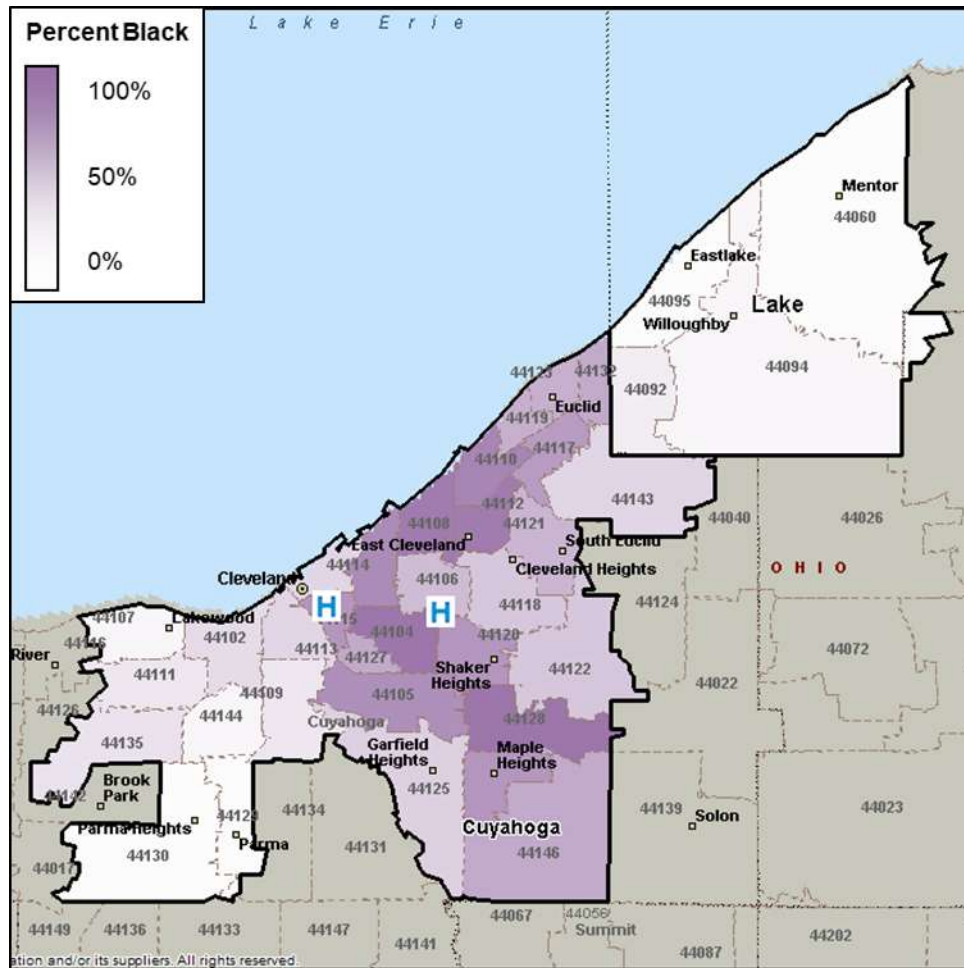 Lake Erie
Percent Black
100%
50%
0%
Mentor
44060
Eastlake
44095
Lake
Willoughby
44094
44092
44123
44132
Euclid
44119
44117
44110
44143
44112
44108
44121
44040
44026
East Cleveland
South Euclid
44114
Cleveland Heights
OHIO
44106
Cleveland
44124
44118
H
H
44107
Lakewood
44102
44104
44120
44116
44113
44127
44072
River
Shaker
Heights
44122
44111
44022
44109
44105
44126
44144
44128
Cuyahoga
44135
Garfield
Heights
Maple
Heights
44125
Brook
Park
44142
44134
44139
44023
Solon
Parma Heights
Parma
Cuyahoga
44130
44131
44146
44017
44149
44136
44133
44147
44141
44067
44056
Summit
44087
44202
ation and/or its suppliers. All rights reserved.